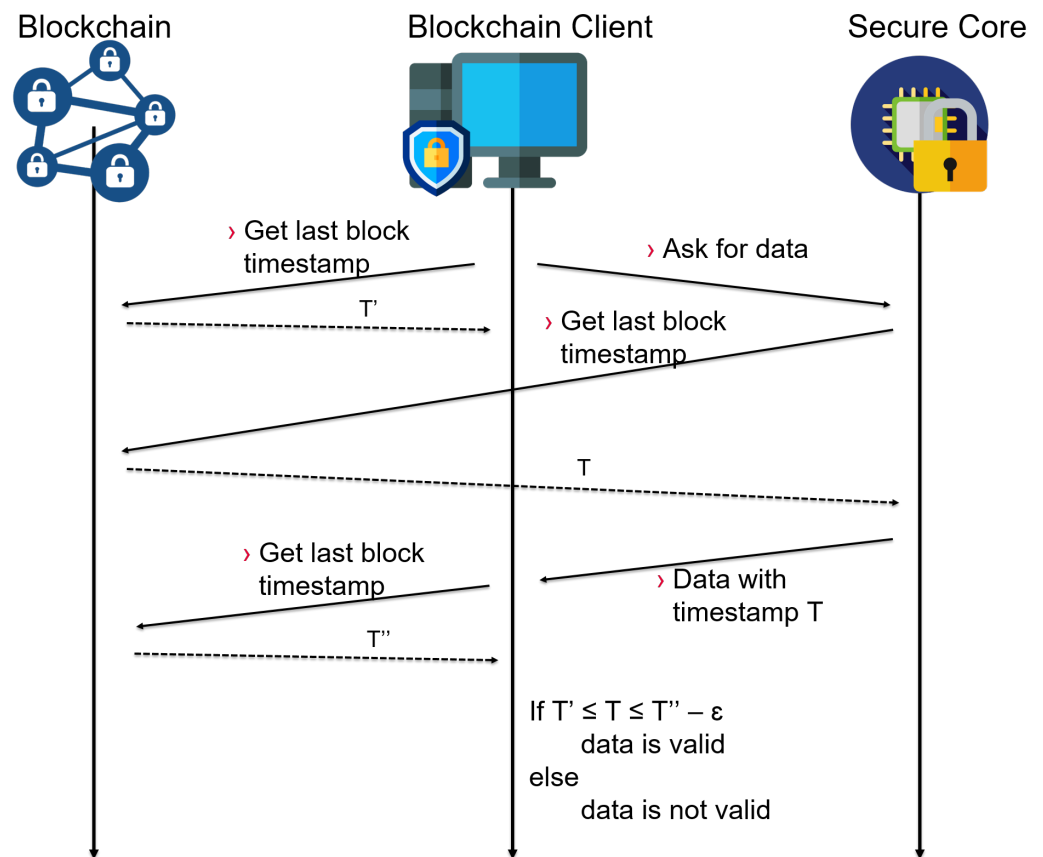 Blockchain
Blockchain Client
Secure Core
› Get last block
timestamp
› Ask for data
T’
› Get last block
timestamp
T
› Get last block
timestamp
› Data with
timestamp T
T’’
If T’ ≤ T ≤ T’’ – ε
data is valid
else
data is not valid